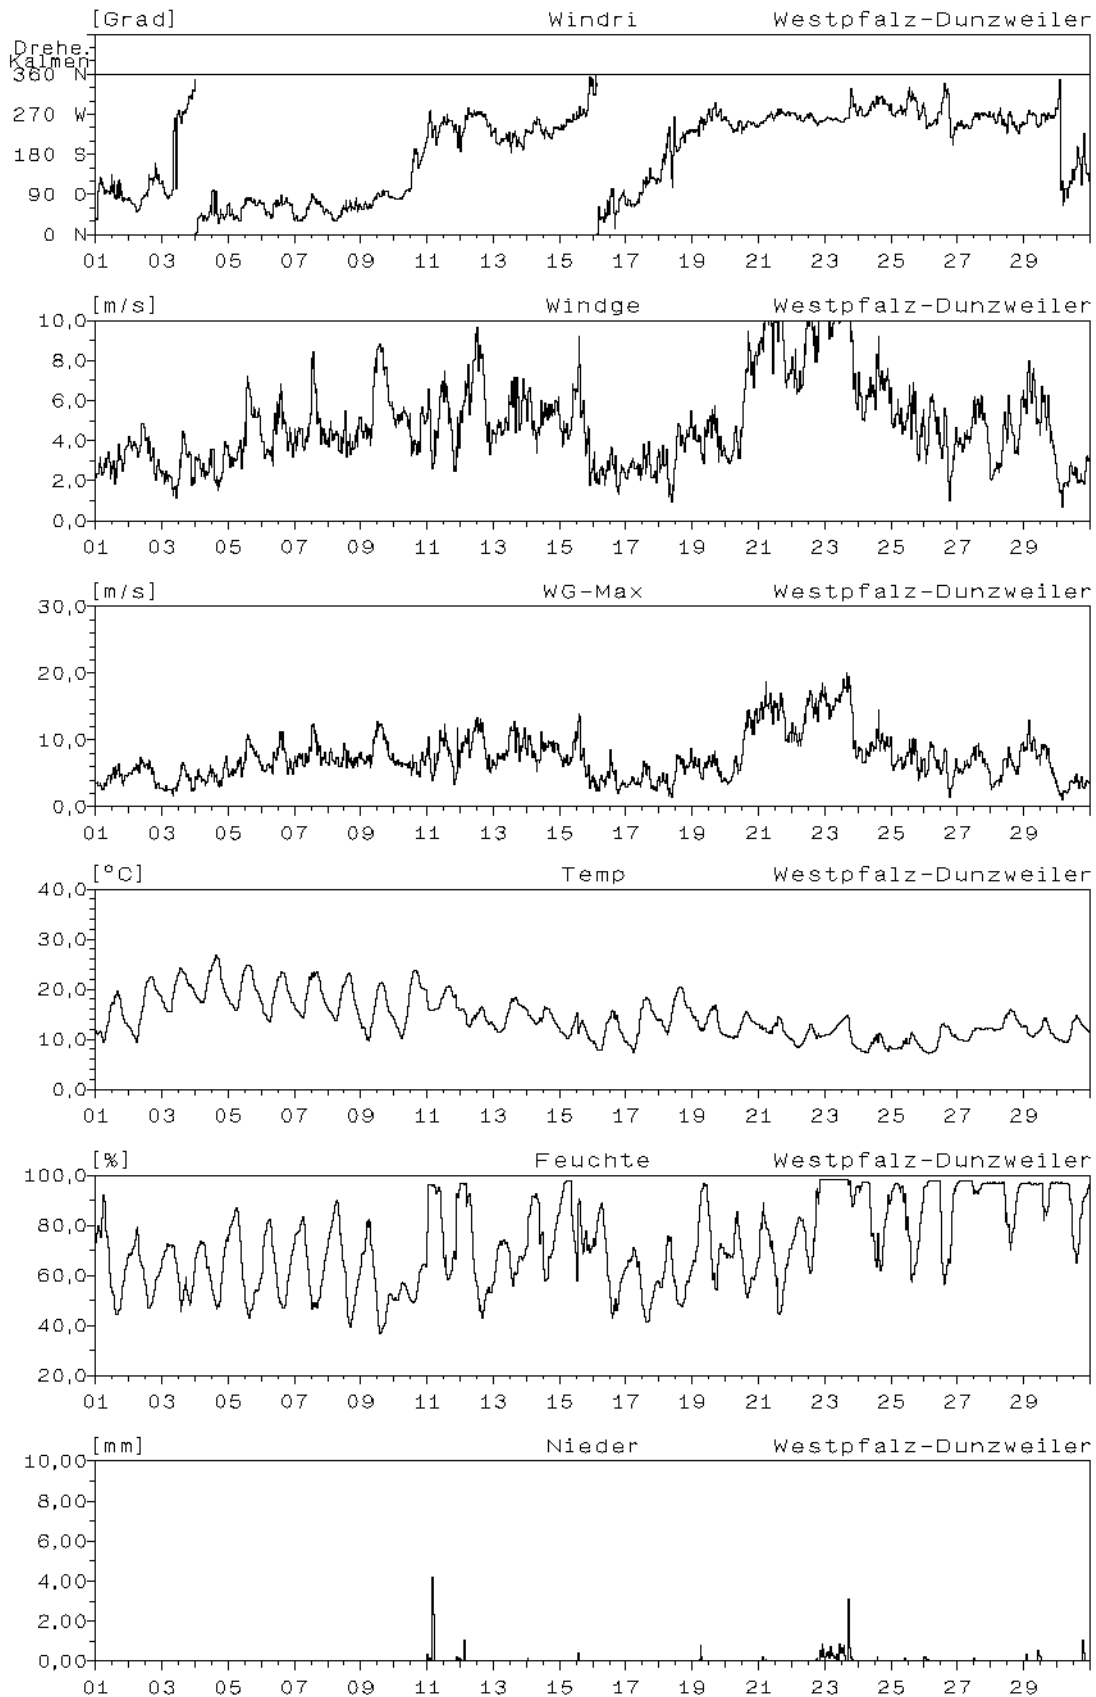 [Grad] Windri Westpfalz-Dunzweiler
Drehe.
Kalmen
360 N
270 W
180 S
90 O
0 N
01 03 05 07 09 11 13 15 17 19 21 23 25 27 29
[m/s] Windge Westpfalz-Dunzweiler
10,0
8,0
6,0
4,0
2,0
0,0
01 03 05 07 09 11 13 15 17 19 21 23 25 27 29
[m/s] WG-Max Westpfalz-Dunzweiler
30,0
20,0
10,0
0,0
01 03 05 07 09 11 13 15 17 19 21 23 25 27 29
[°C] Temp Westpfalz-Dunzweiler
40,0
30,0
20,0
10,0
0,0
01 03 05 07 09 11 13 15 17 19 21 23 25 27 29
[%] Feuchte Westpfalz-Dunzweiler
100,0
80,0
60,0
40,0
20,0
01 03 05 07 09 11 13 15 17 19 21 23 25 27 29
[mm] Nieder Westpfalz-Dunzweiler
10,00
8,00
6,00
4,00
2,00
0,00
01 03 05 07 09 11 13 15 17 19 21 23 25 27 29